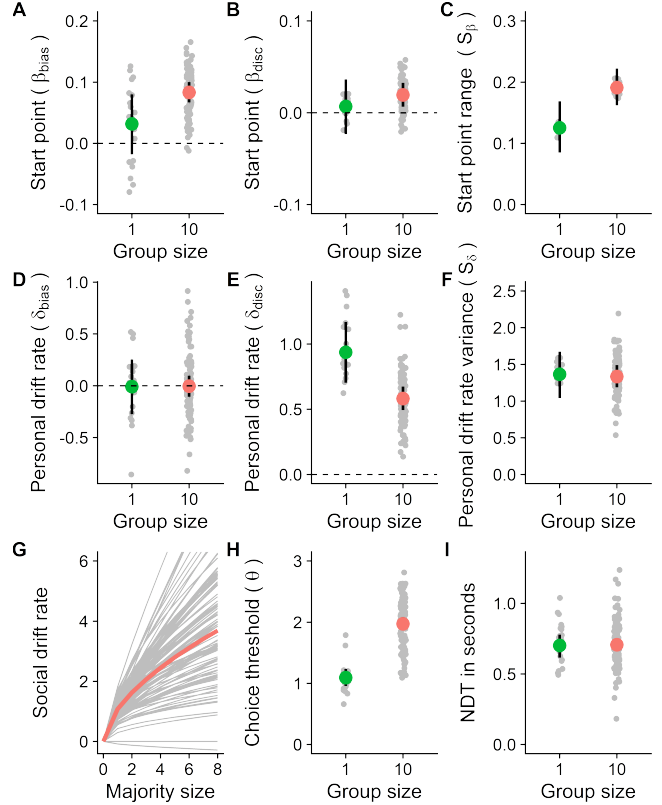 A
Start point ( βbias )
0.2
0.1
0.0
-0.1
1
10
Group size
B
Start point ( βdisc )
0.1
0.0
-0.1
1
10
Group size
C
Start point range ( Sβ )
0.3
0.2
0.1
0.0
1
10
Group size
D
Personal drift rate ( δbias )
1.0
0.5
0.0
-0.5
1
10
Group size
E
Personal drift rate ( δdisc )
1.0
0.5
0.0
1
10
Group size
F
Personal drift rate variance ( Sδ )
2.5
2.0
1.5
1.0
0.5
0.0
1
10
Group size
G
Social drift rate
6
4
2
0
0 2 4 6 8
Majority size
H
Choice threshold ( θ )
3
2
1
0
1
10
Group size
I
NDT in seconds
1.0
0.5
0.0
1
10
Group size